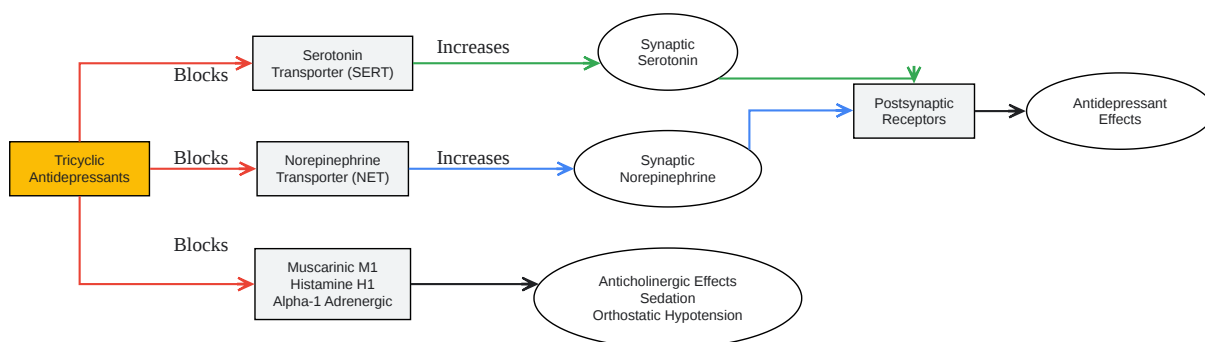 Tricyclic
Antidepressants
Blocks
Serotonin
Transporter (SERT)
Increases
Synaptic
Serotonin
Blocks
Norepinephrine
Transporter (NET)
Increases
Synaptic
Norepinephrine
Postsynaptic
Receptors
Antidepressant
Effects
Blocks
Muscarinic M1
Histamine H1
Alpha-1 Adrenergic
Anticholinergic Effects
Sedation
Orthostatic Hypotension